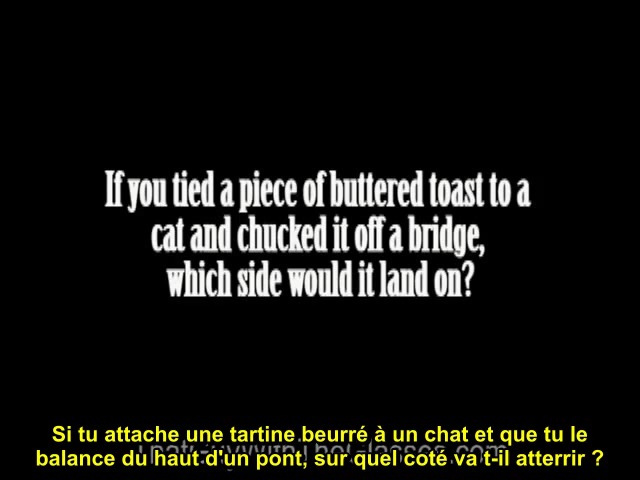 If you tied a piece of buttered toast to a
cat and chucked it off a bridge,
which side would it land on?
Si tu attache une tartine beurré à un chat et que tu le
balance du haut d'un pont, sur quel coté va t-il atterrir ?